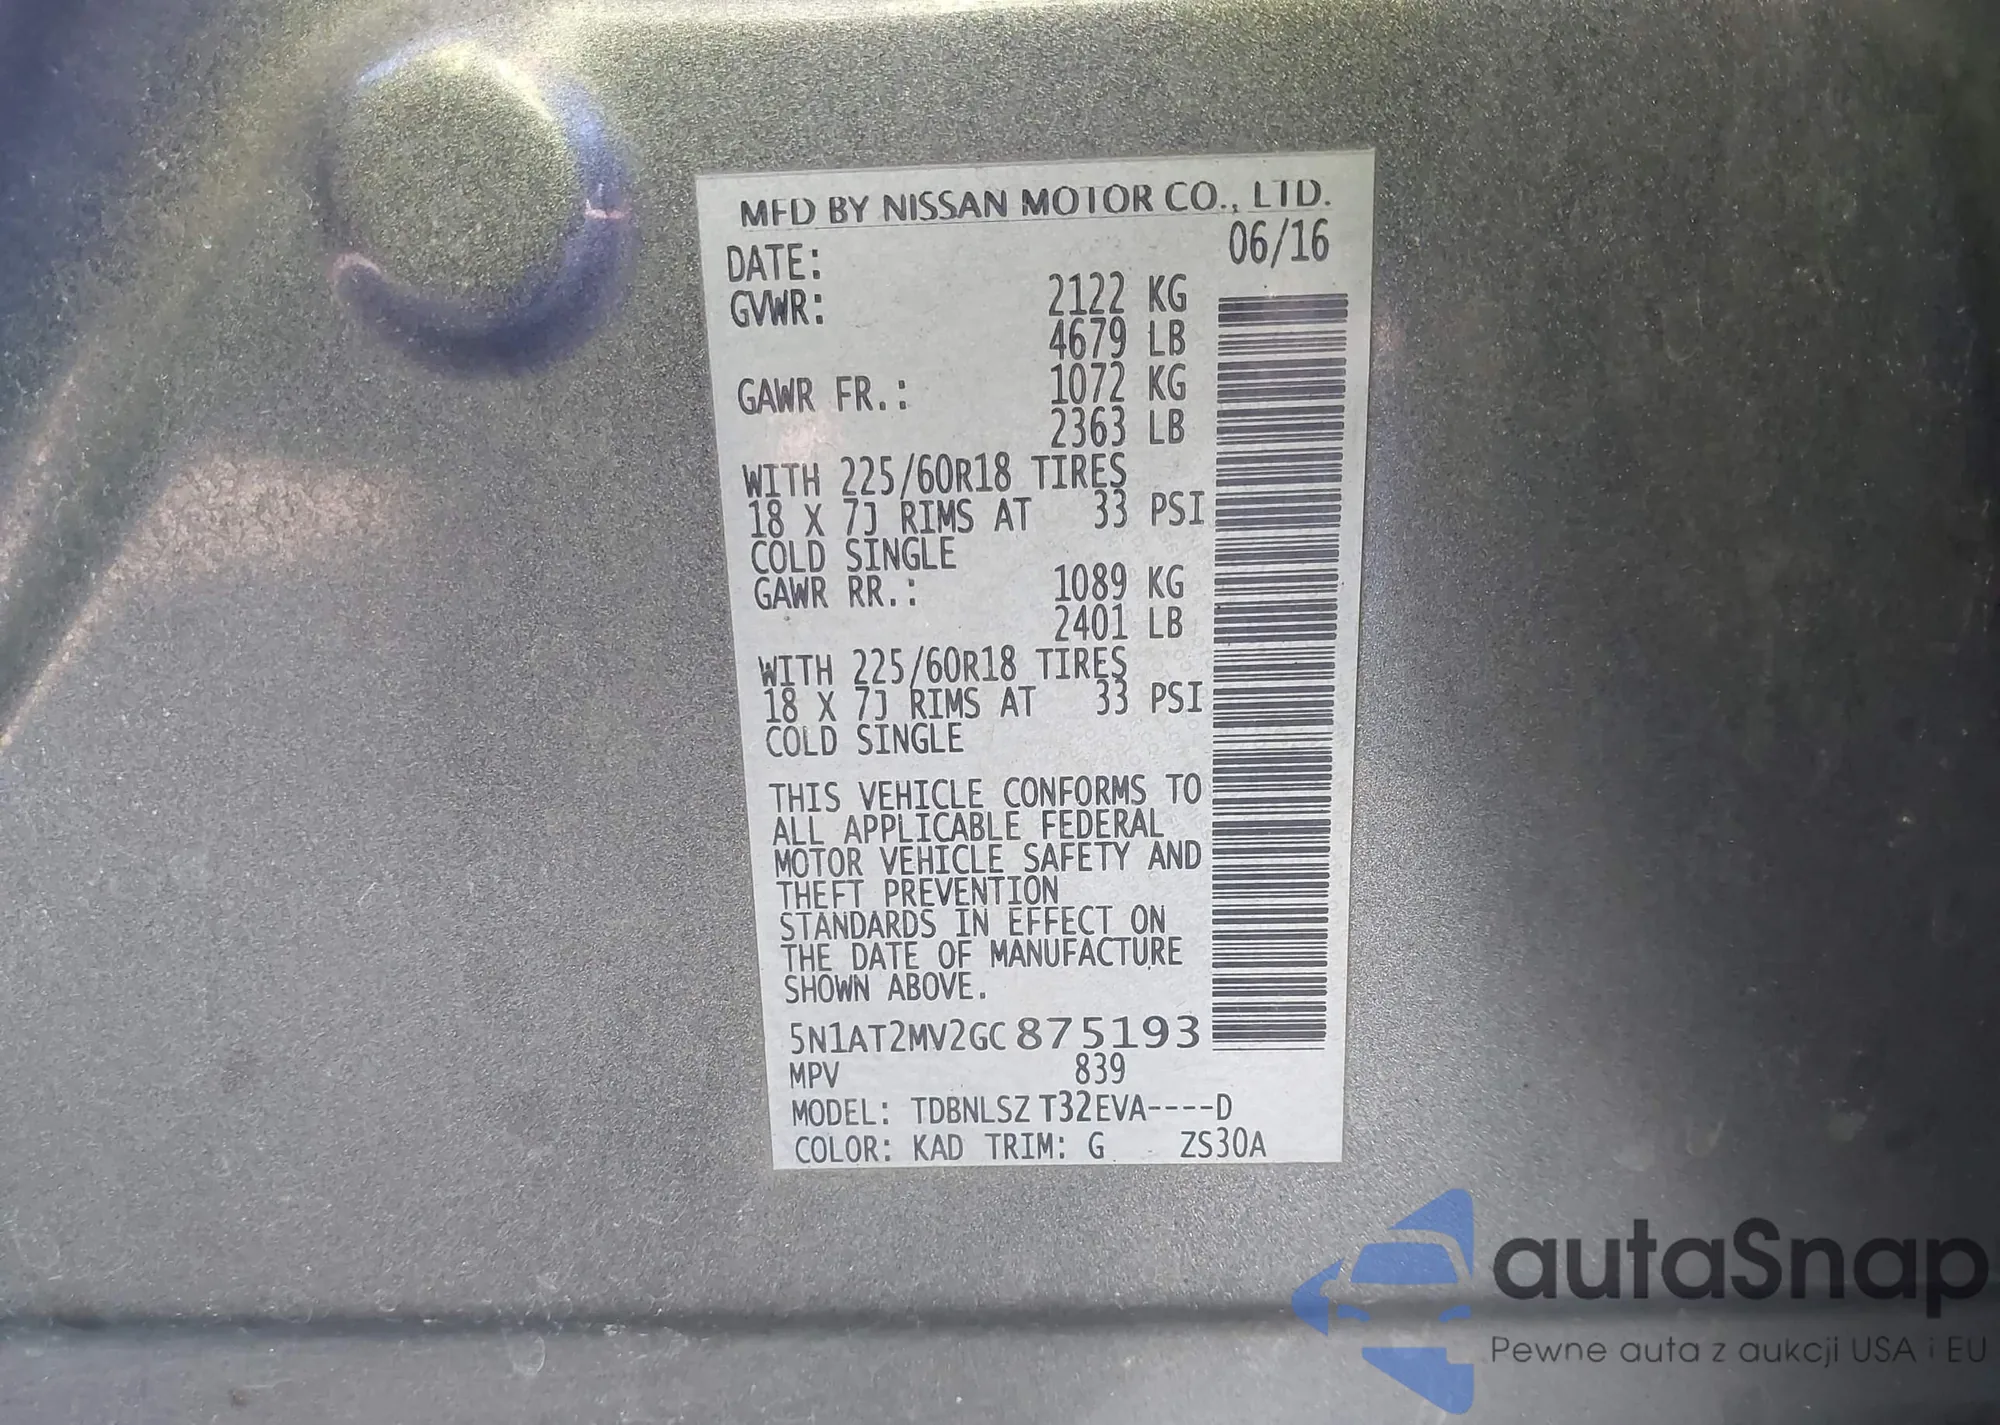 MFD BY NISSAN MOTOR CO., LTD.
DATE: 06/16
GVWR: 2122 KG
4679 LB
GAWR FR.: 1072 KG
2363 LB
WITH 225/60R18 TIRES
18 X 7J RIMS AT 33 PSI
COLD SINGLE
GAWR RR.: 1089 KG
2401 LB
WITH 225/60R18 TIRES
18 X 7J RIMS AT 33 PSI
COLD SINGLE
THIS VEHICLE CONFORMS TO
ALL APPLICABLE FEDERAL
MOTOR VEHICLE SAFETY AND
THEFT PREVENTION
STANDARDS IN EFFECT ON
THE DATE OF MANUFACTURE
SHOWN ABOVE.
5N1AT2MV2GC875193
MPV 839
MODEL: TDBNLSZ T32EVA----D
COLOR: KAD TRIM: G ZS30A
autaSnap
Pewne auta z aukcji USA i EU